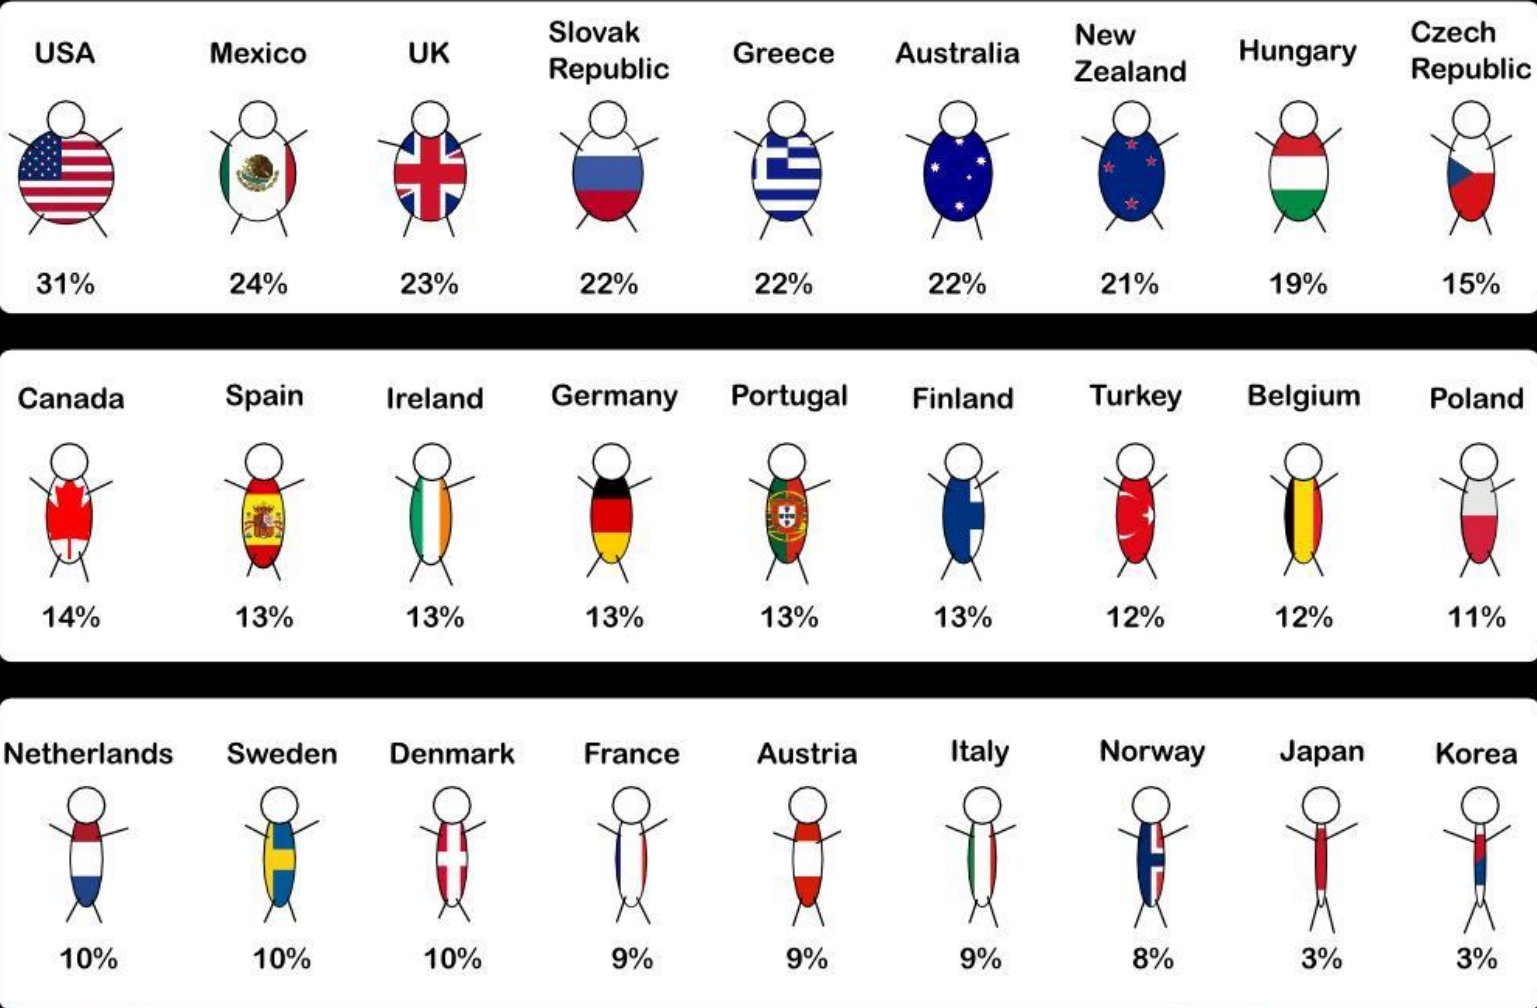 USA
Mexico
UK
Slovak
Republic
Greece
Australia
New
Zealand
Hungary
Czech
Republic
31%
24%
23%
22%
22%
22%
21%
19%
15%
Canada
Spain
Ireland
Germany
Portugal
Finland
Turkey
Belgium
Poland
14%
13%
13%
13%
13%
13%
12%
12%
11%
Netherlands
Sweden
Denmark
France
Austria
Italy
Norway
Japan
Korea
10%
10%
10%
9%
9%
9%
8%
3%
3%